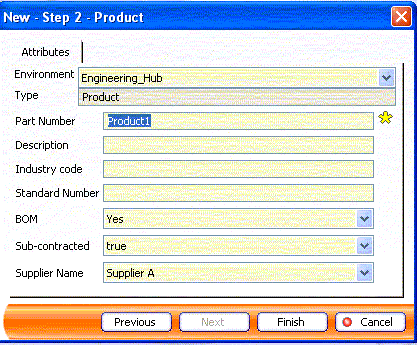 New - Step 2 - Product
Attributes
Environment Engineering_Hub
Type Product
Part Number Product1
Description
Industry code
Standard Number
BOM Yes
Sub-contracted true
Supplier Name Supplier A
Previous Next Finish Cancel